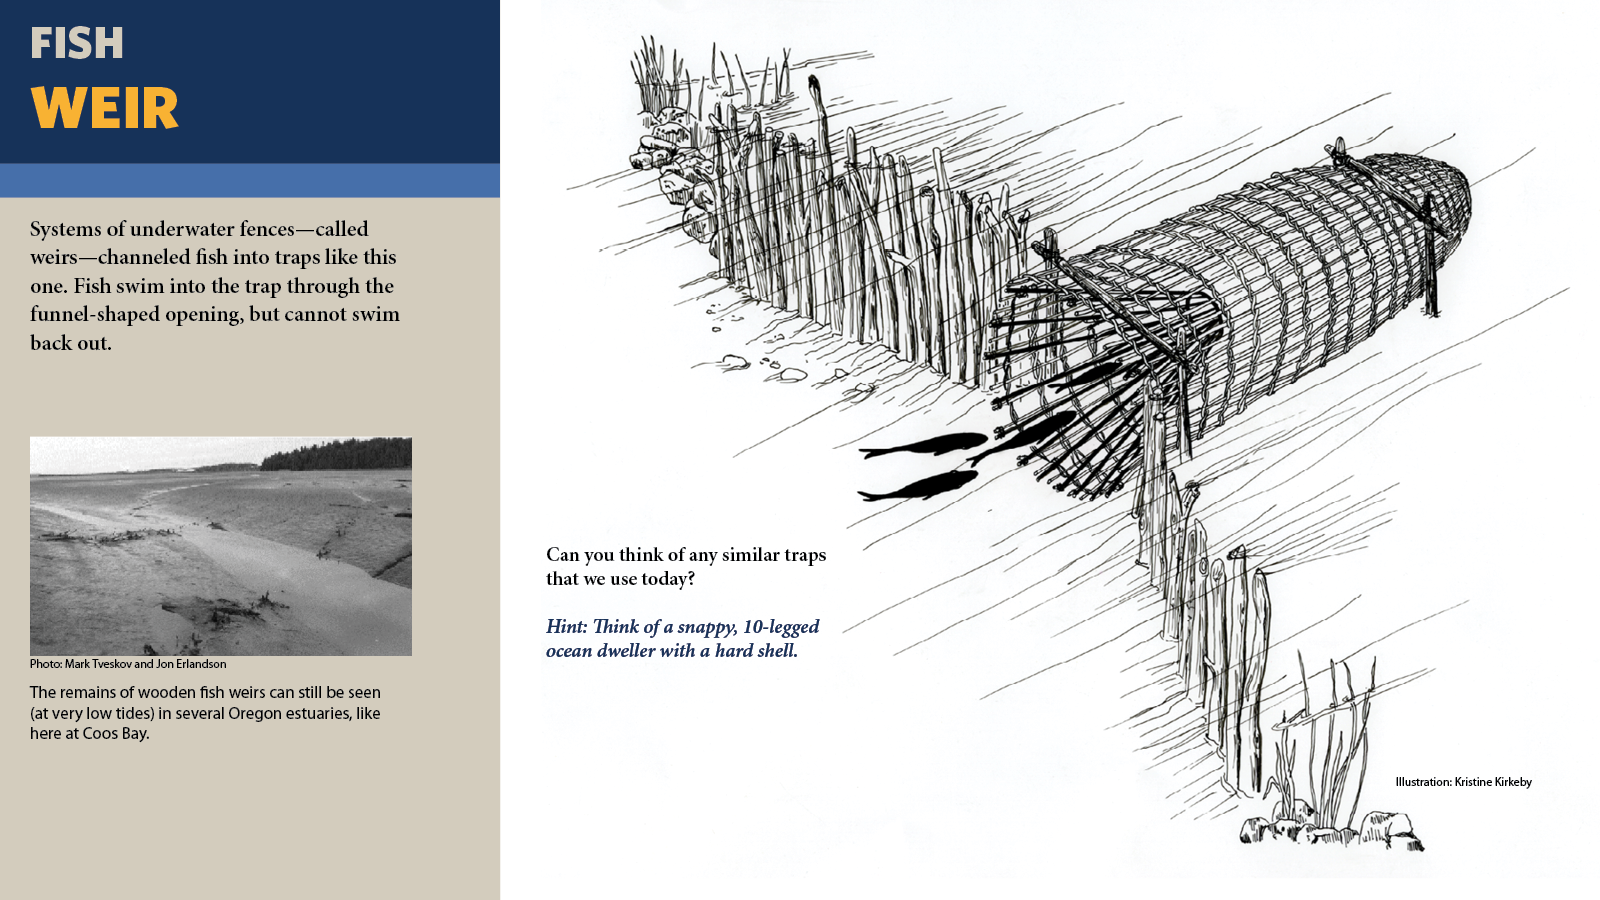 FISH
WEIR
Systems of underwater fences—called
weirs—channeled fish into traps like this
one. Fish swim into the trap through the
funnel-shaped opening, but cannot swim
back out.
Photo: Mark Tveskov and Jon Erlandson
The remains of wooden fish weirs can still be seen
(at very low tides) in several Oregon estuaries, like
here at Coos Bay.
Can you think of any similar traps
that we use today?
Hint: Think of a snappy, 10-legged
ocean dweller with a hard shell.
Illustration: Kristine Kirkeby